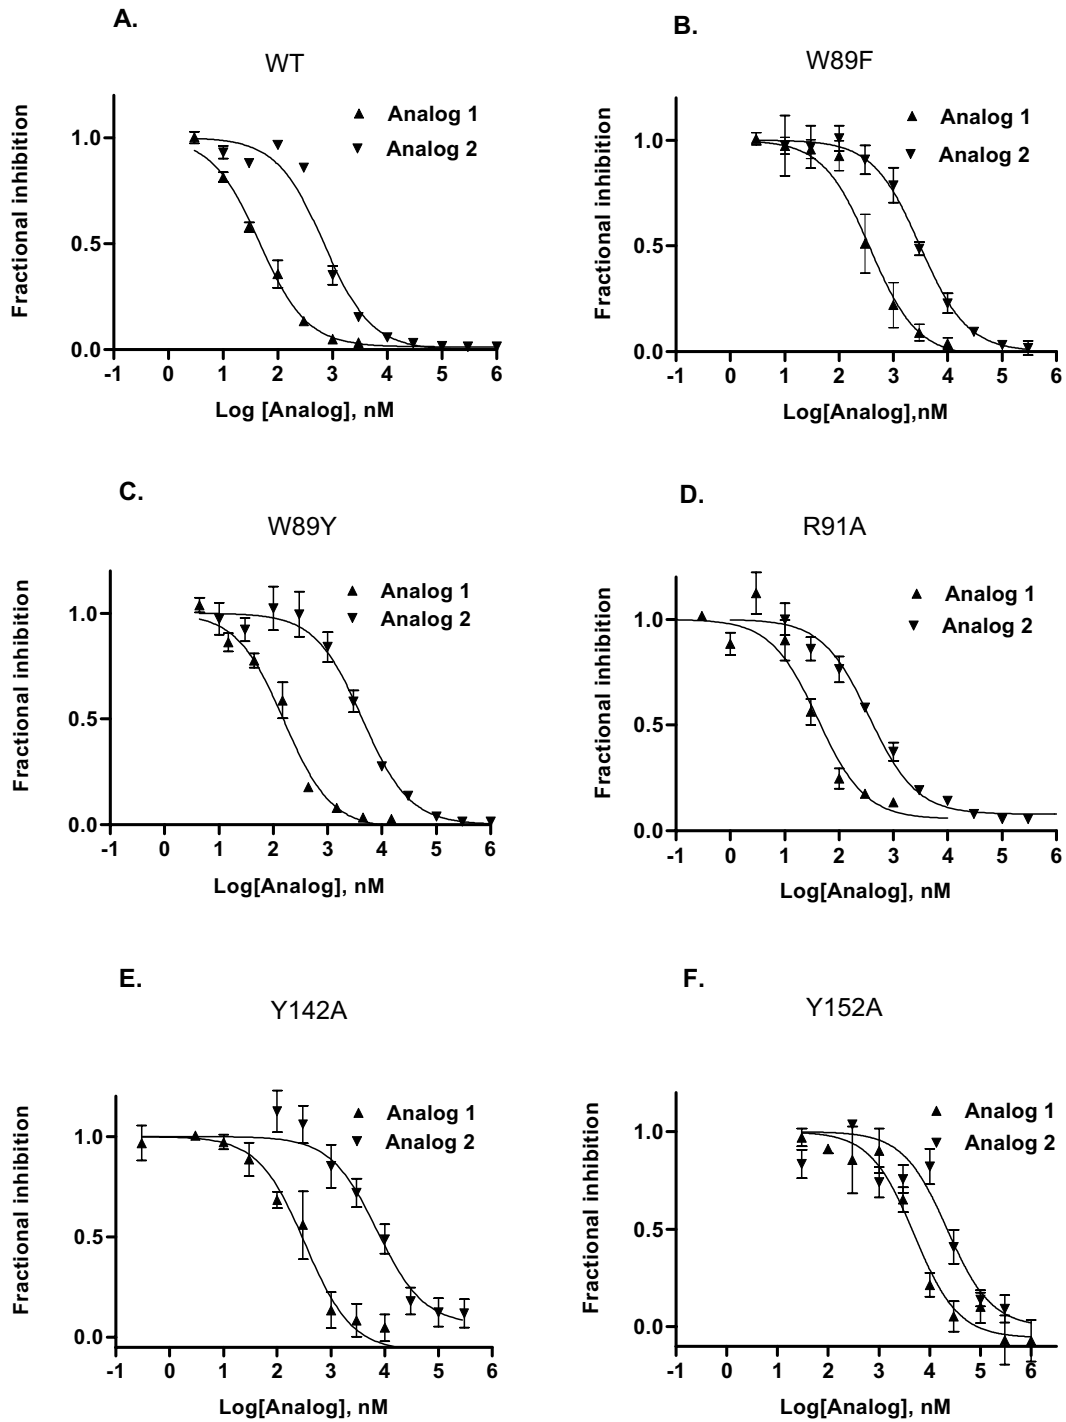 A.
WT
Analog 1
Analog 2
Fractional inhibition
1.0
0.5
0.0
-1 0 1 2 3 4 5 6
Log [Analog], nM
B.
W89F
Analog 1
Analog 2
Fractional inhibition
1.0
0.5
0.0
-1 0 1 2 3 4 5 6
Log[Analog],nM
C.
W89Y
Analog 1
Analog 2
Fractional inhibition
1.0
0.5
0.0
-1 0 1 2 3 4 5 6
Log[Analog], nM
D.
R91A
Analog 1
Analog 2
Fractional inhibition
1.0
0.5
0.0
-1 0 1 2 3 4 5 6
Log[Analog], nM
E.
Y142A
Analog 1
Analog 2
Fractional inhibition
1.0
0.5
0.0
-1 0 1 2 3 4 5 6
Log[Analog], nM
F.
Y152A
Analog 1
Analog 2
Fractional inhibition
1.0
0.5
0.0
-1 0 1 2 3 4 5 6
Log[Analog], nM